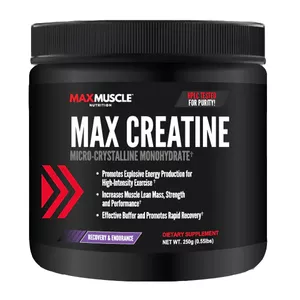 HPLC TESTED
FOR PURITY!
MAXMUSCLE
NUTRITION
MAX CREATINE
MICRO-CRYSTALLINE MONOHYDRATE†
• Promotes Explosive Energy Production for
High-Intensity Exercise †
• Increases Muscle Lean Mass, Strength
and Performance†
• Effective Buffer and Promotes Rapid Recovery†
RECOVERY & ENDURANCE
DIETARY SUPPLEMENT
NET WT. 250g (0.55lbs)